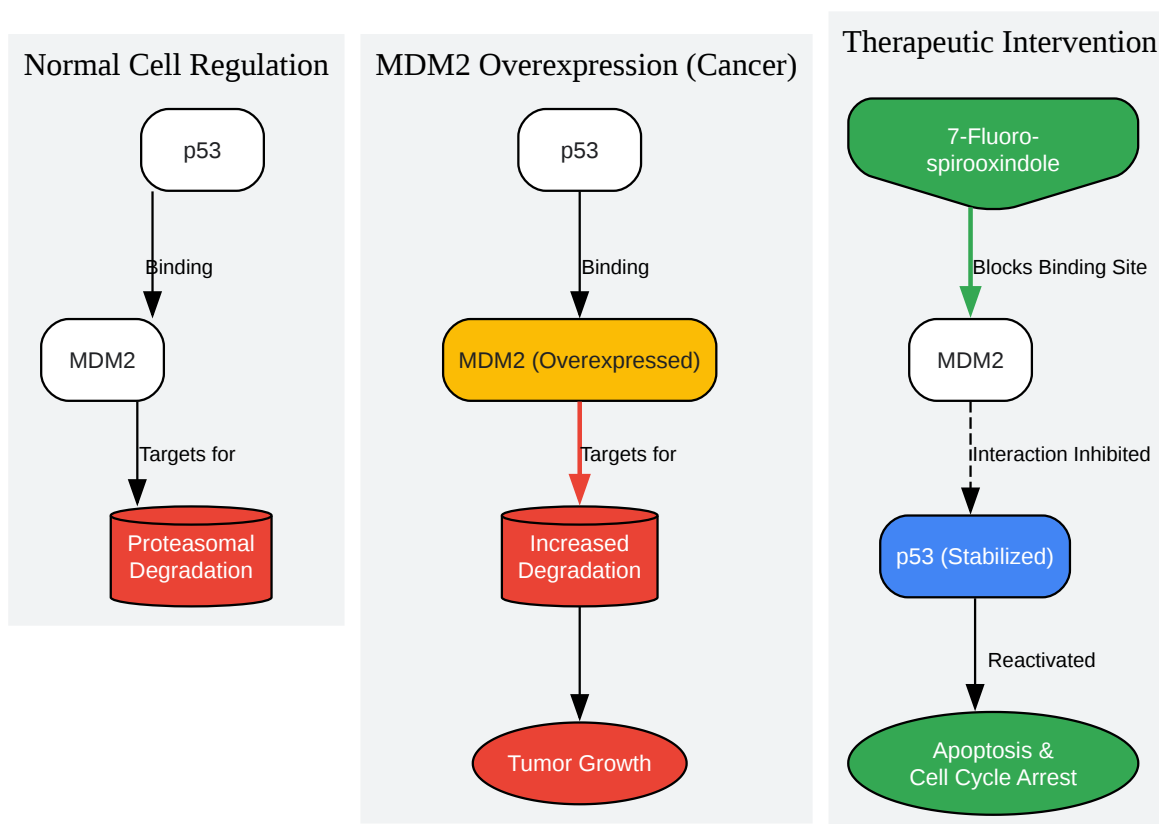 Normal Cell Regulation
p53
Binding
MDM2
Targets for
Proteasomal
Degradation
MDM2 Overexpression (Cancer)
p53
Binding
MDM2 (Overexpressed)
Targets for
Increased
Degradation
Tumor Growth
Therapeutic Intervention
7-Fluoro-
spirooxindole
Blocks Binding Site
MDM2
Interaction Inhibited
p53 (Stabilized)
Reactivated
Apoptosis &
Cell Cycle Arrest